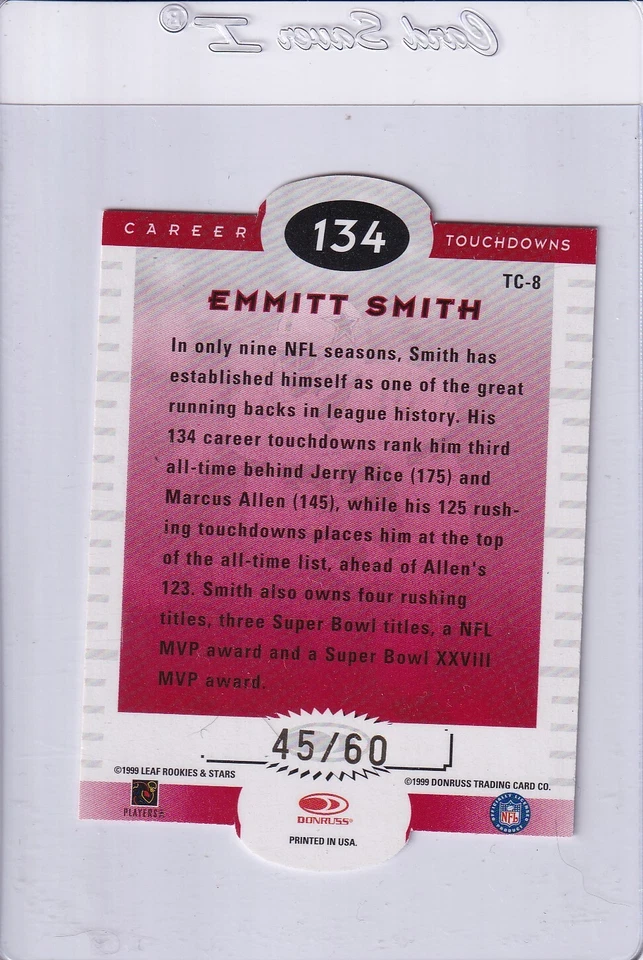 Card Saver I®
134
CAREER
TOUCHDOWNS
TC-8
EMMITT SMITH
In only nine NFL seasons, Smith has
established himself as one of the great
running backs in league history. His
134 career touchdowns rank him third
all-time behind Jerry Rice (175) and
Marcus Allen (145), while his 125 rush-
ing touchdowns places him at the top
of the all-time list, ahead of Allen's
123. Smith also owns four rushing
titles, three Super Bowl titles, a NFL
MVP award and a Super Bowl XXVIII
MVP award.
45/60
©1999 LEAF ROOKIES & STARS
©1999 DONRUSS TRADING CARD CO.
PLAYERS
DONRUSS®
OFFICIALLY LICENSED
NFL
PRODUCT
PRINTED IN USA.